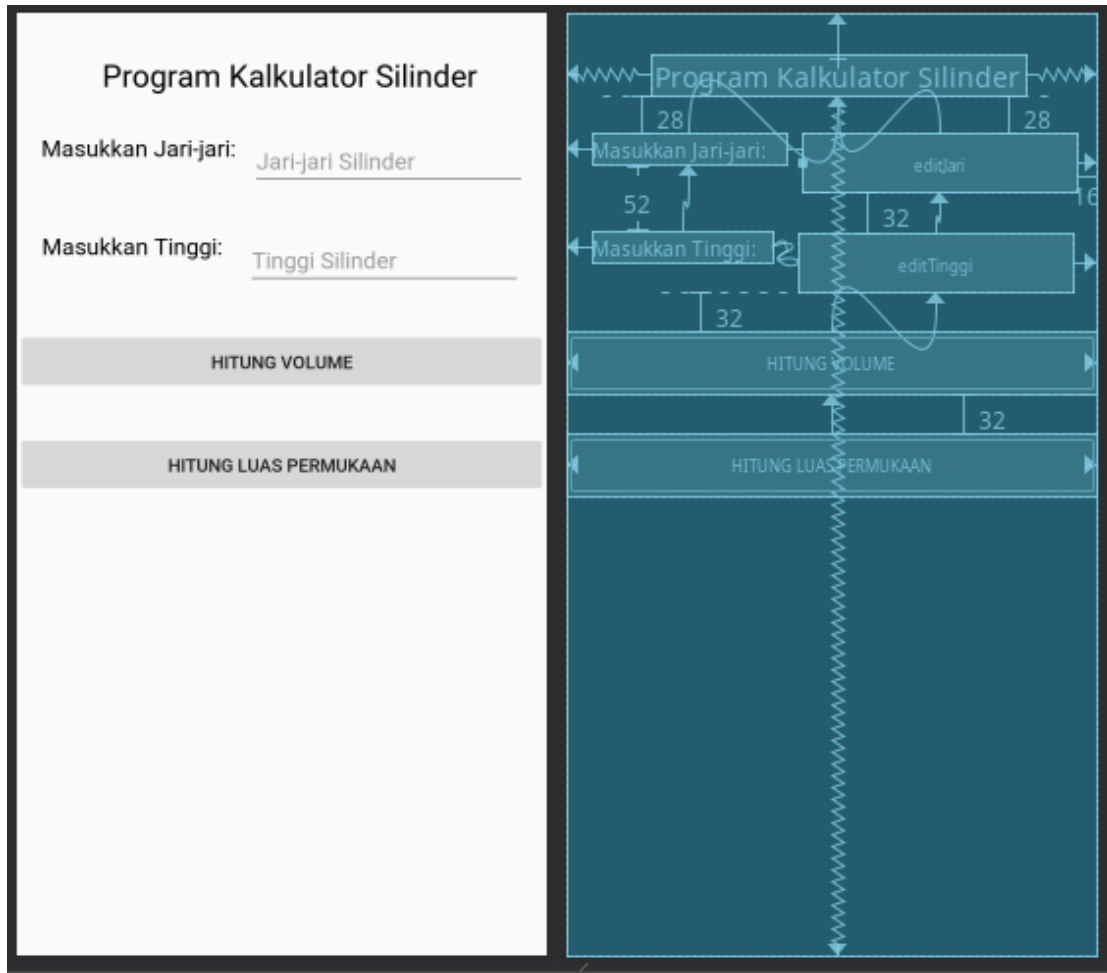 Program Kalkulator Silinder
Masukkan Jari-jari:
Jari-jari Silinder
Masukkan Tinggi:
Tinggi Silinder
HITUNG VOLUME
HITUNG LUAS PERMUKAAN
Program Kalkulator Silinder
28
28
Masukkan Jari-jari:
editJari
16
52
32
Masukkan Tinggi:
editTinggi
32
HITUNG VOLUME
32
HITUNG LUAS PERMUKAAN